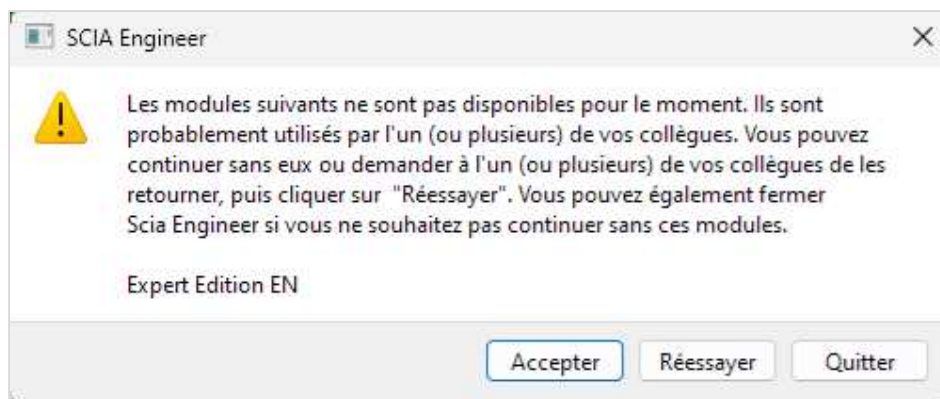 SCIA Engineer
Les modules suivants ne sont pas disponibles pour le moment. Ils sont
probablement utilisés par l'un (ou plusieurs) de vos collègues. Vous pouvez
continuer sans eux ou demander à l'un (ou plusieurs) de vos collègues de les
retourner, puis cliquer sur  "Réessayer". Vous pouvez également fermer
Scia Engineer si vous ne souhaitez pas continuer sans ces modules.
Expert Edition EN
Accepter Réessayer Quitter